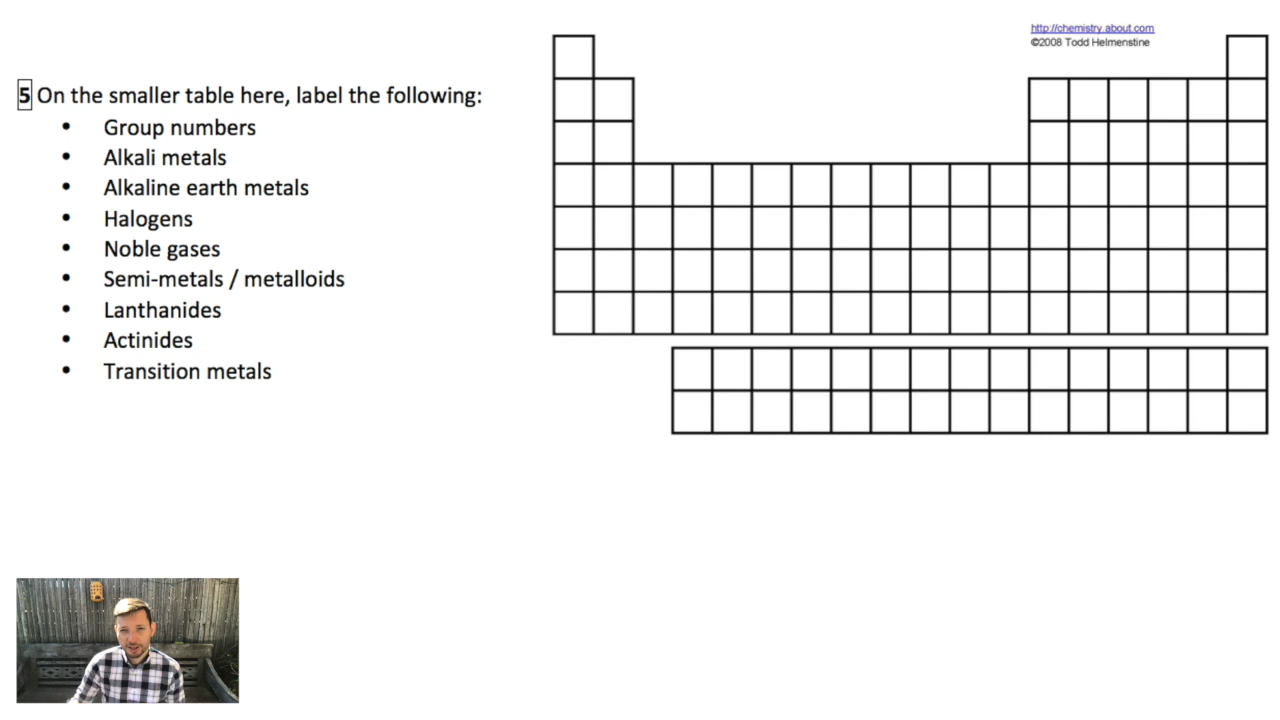 http://chemistry.about.com
©2008 Todd Helmenstine
5 On the smaller table here, label the following:
• Group numbers
• Alkali metals
• Alkaline earth metals
• Halogens
• Noble gases
• Semi-metals / metalloids
• Lanthanides
• Actinides
• Transition metals